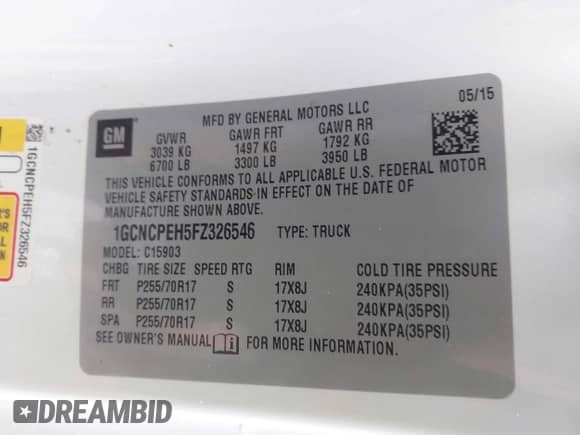 05/15
MFD BY GENERAL MOTORS LLC
GM
GVWR GAWR FRT GAWR RR
3039 KG 1497 KG 1792 KG
6700 LB 3300 LB 3950 LB
THIS VEHICLE CONFORMS TO ALL APPLICABLE U.S. FEDERAL MOTOR
VEHICLE SAFETY STANDARDS IN EFFECT ON THE DATE OF
MANUFACTURE SHOWN ABOVE.
1GCNCPEH5FZ326546 TYPE: TRUCK
MODEL: C15903
CHBG TIRE SIZE SPEED RTG RIM COLD TIRE PRESSURE
FRT P255/70R17 S 17X8J 240KPA(35PSI)
RR P255/70R17 S 17X8J 240KPA(35PSI)
SPA P255/70R17 S 17X8J 240KPA(35PSI)
SEE OWNER'S MANUAL FOR MORE INFORMATION.
1GCNCPEH5FZ326546
DREAMBID